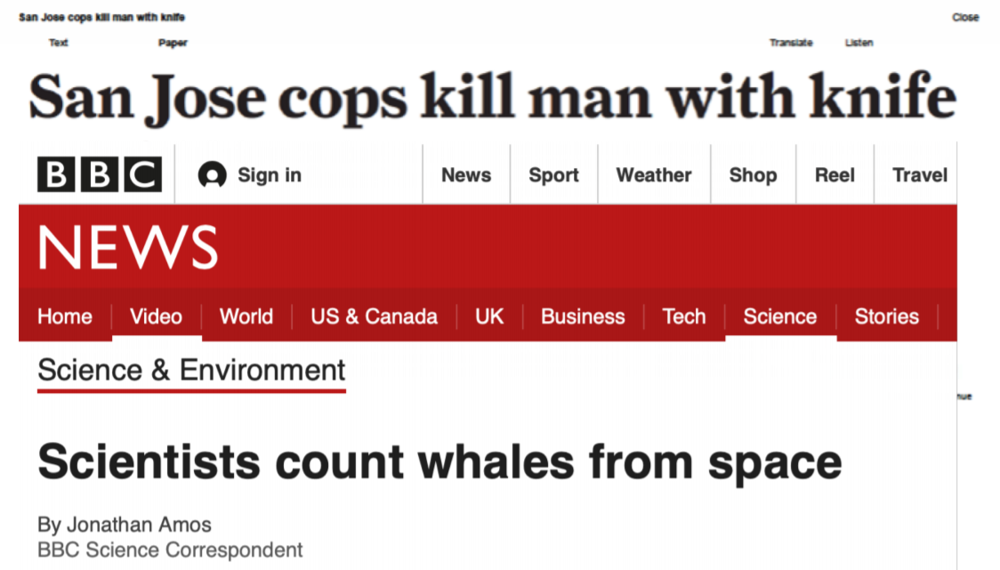 San Jose cops kill man with knife
Close
Text
Paper
Translate
Listen
San Jose cops kill man with knife
BBC
Sign in
News
Sport
Weather
Shop
Reel
Travel
NEWS
Home
Video
World
US & Canada
UK
Business
Tech
Science
Stories
Science & Environment
nue
Scientists count whales from space
By Jonathan Amos
BBC Science Correspondent